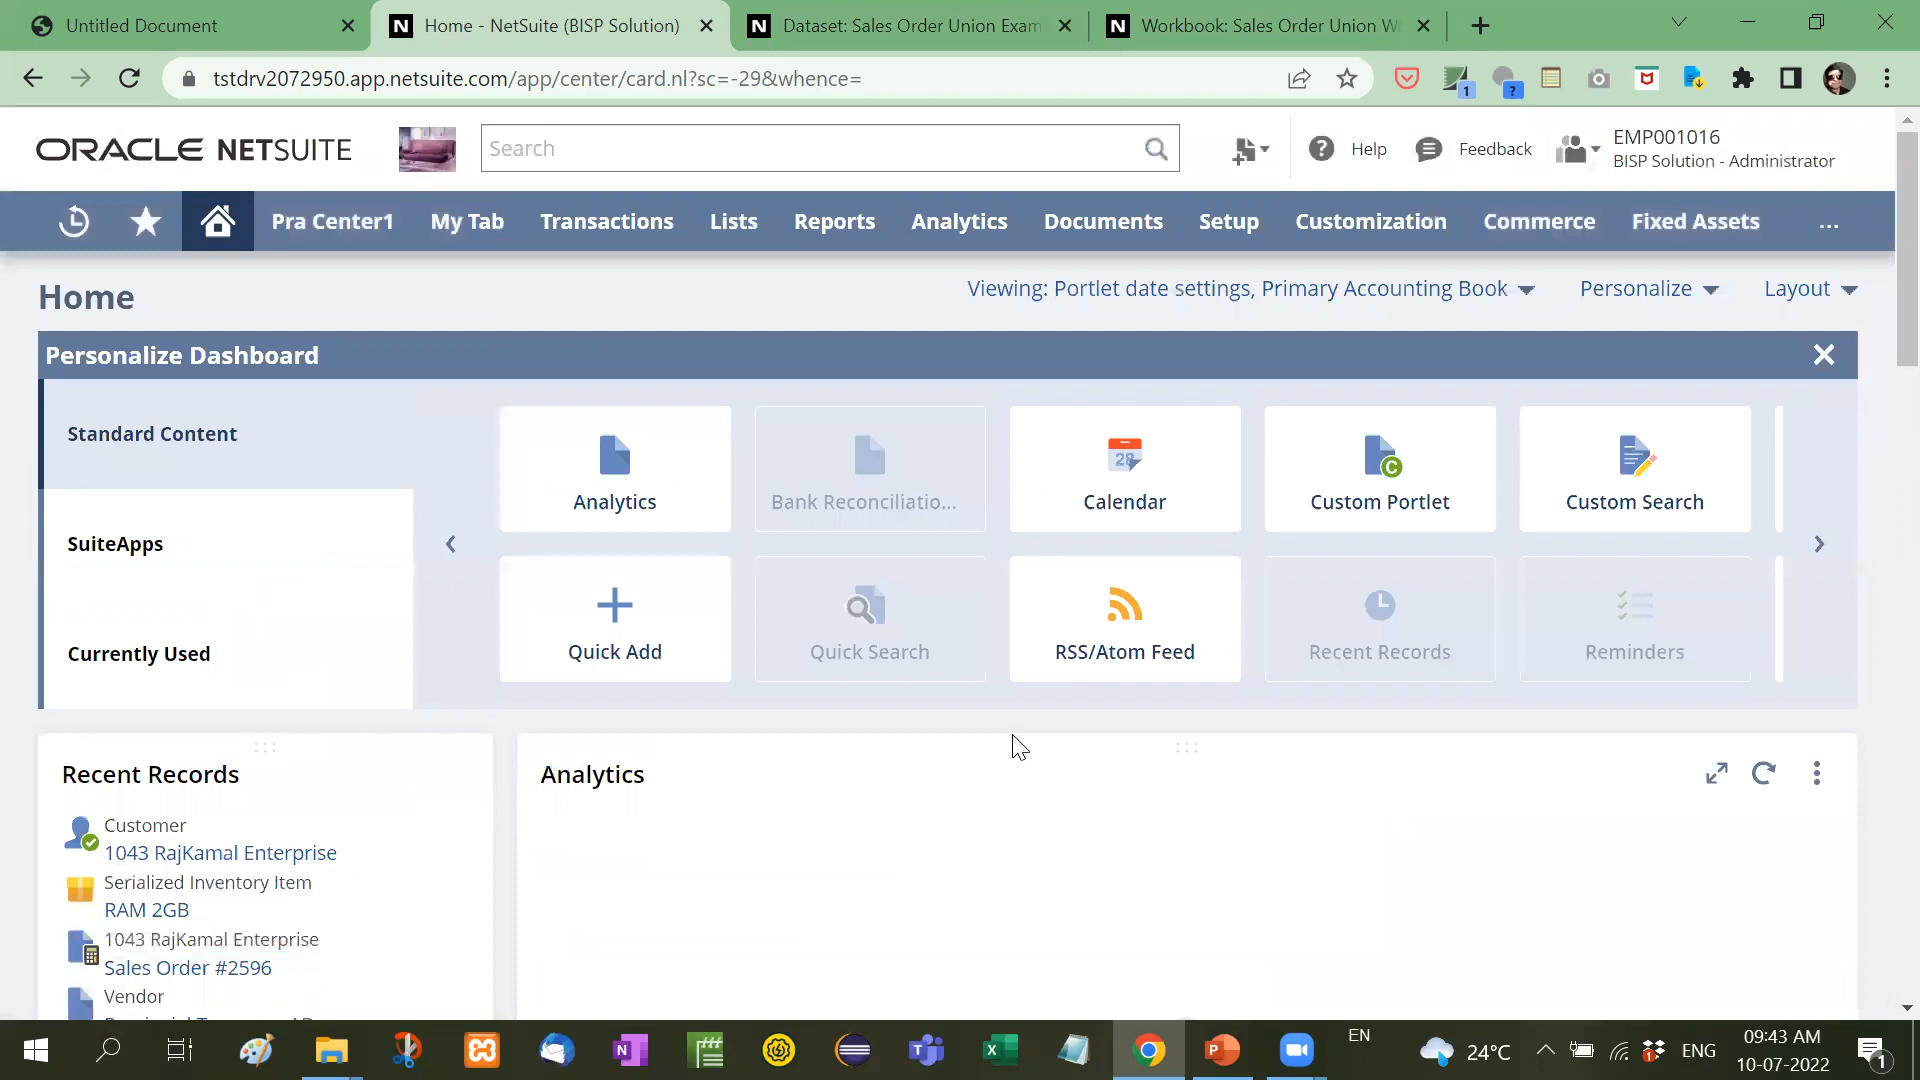 Untitled Document
Home - NetSuite (BISP Solution)
Dataset: Sales Order Union Exam
Workbook: Sales Order Union W
tstdrv2072950.app.netsuite.com/app/center/card.nl?sc=-29&whence=
1
?
ORACLE NETSUITE
Search
Help
Feedback
EMP001016
BISP Solution - Administrator
Pra Center1
My Tab
Transactions
Lists
Reports
Analytics
Documents
Setup
Customization
Commerce
Fixed Assets
...
Home
Viewing: Portlet date settings, Primary Accounting Book
Personalize
Layout
Personalize Dashboard
Standard Content
SuiteApps
Currently Used
Analytics
Bank Reconciliatio...
28
Calendar
C
Custom Portlet
Custom Search
Quick Add
Quick Search
RSS/Atom Feed
Recent Records
Reminders
Recent Records
Customer
1043 RajKamal Enterprise
Serialized Inventory Item
RAM 2GB
1043 RajKamal Enterprise
Sales Order #2596
Vendor
Analytics
EN
24°C
1
ENG
09:43 AM
10-07-2022
1